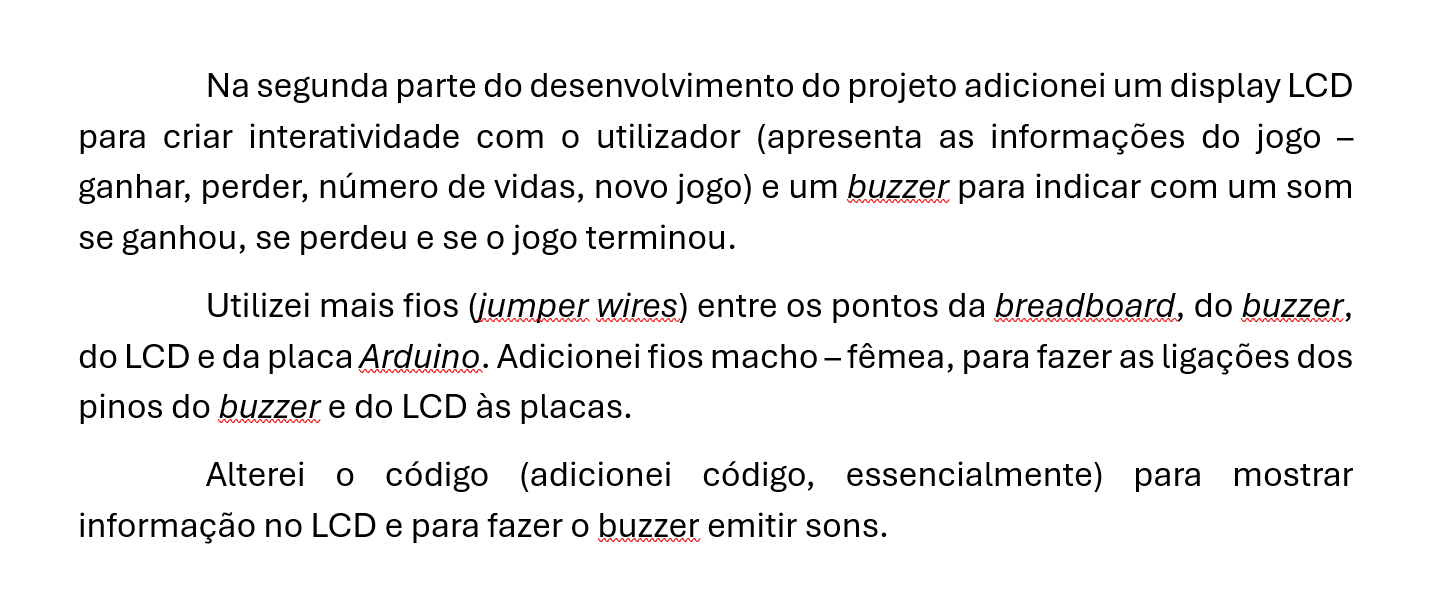 Na segunda parte do desenvolvimento do projeto adicionei um display LCD
para criar interatividade com o utilizador (apresenta as informações do jogo –
ganhar, perder, número de vidas, novo jogo) e um buzzer para indicar com um som
se ganhou, se perdeu e se o jogo terminou.
Utilizei mais fios (jumper wires) entre os pontos da breadboard, do buzzer,
do LCD e da placa Arduino. Adicionei fios macho – fêmea, para fazer as ligações dos
pinos do buzzer e do LCD às placas.
Alterei o código (adicionei código, essencialmente) para mostrar
informação no LCD e para fazer o buzzer emitir sons.